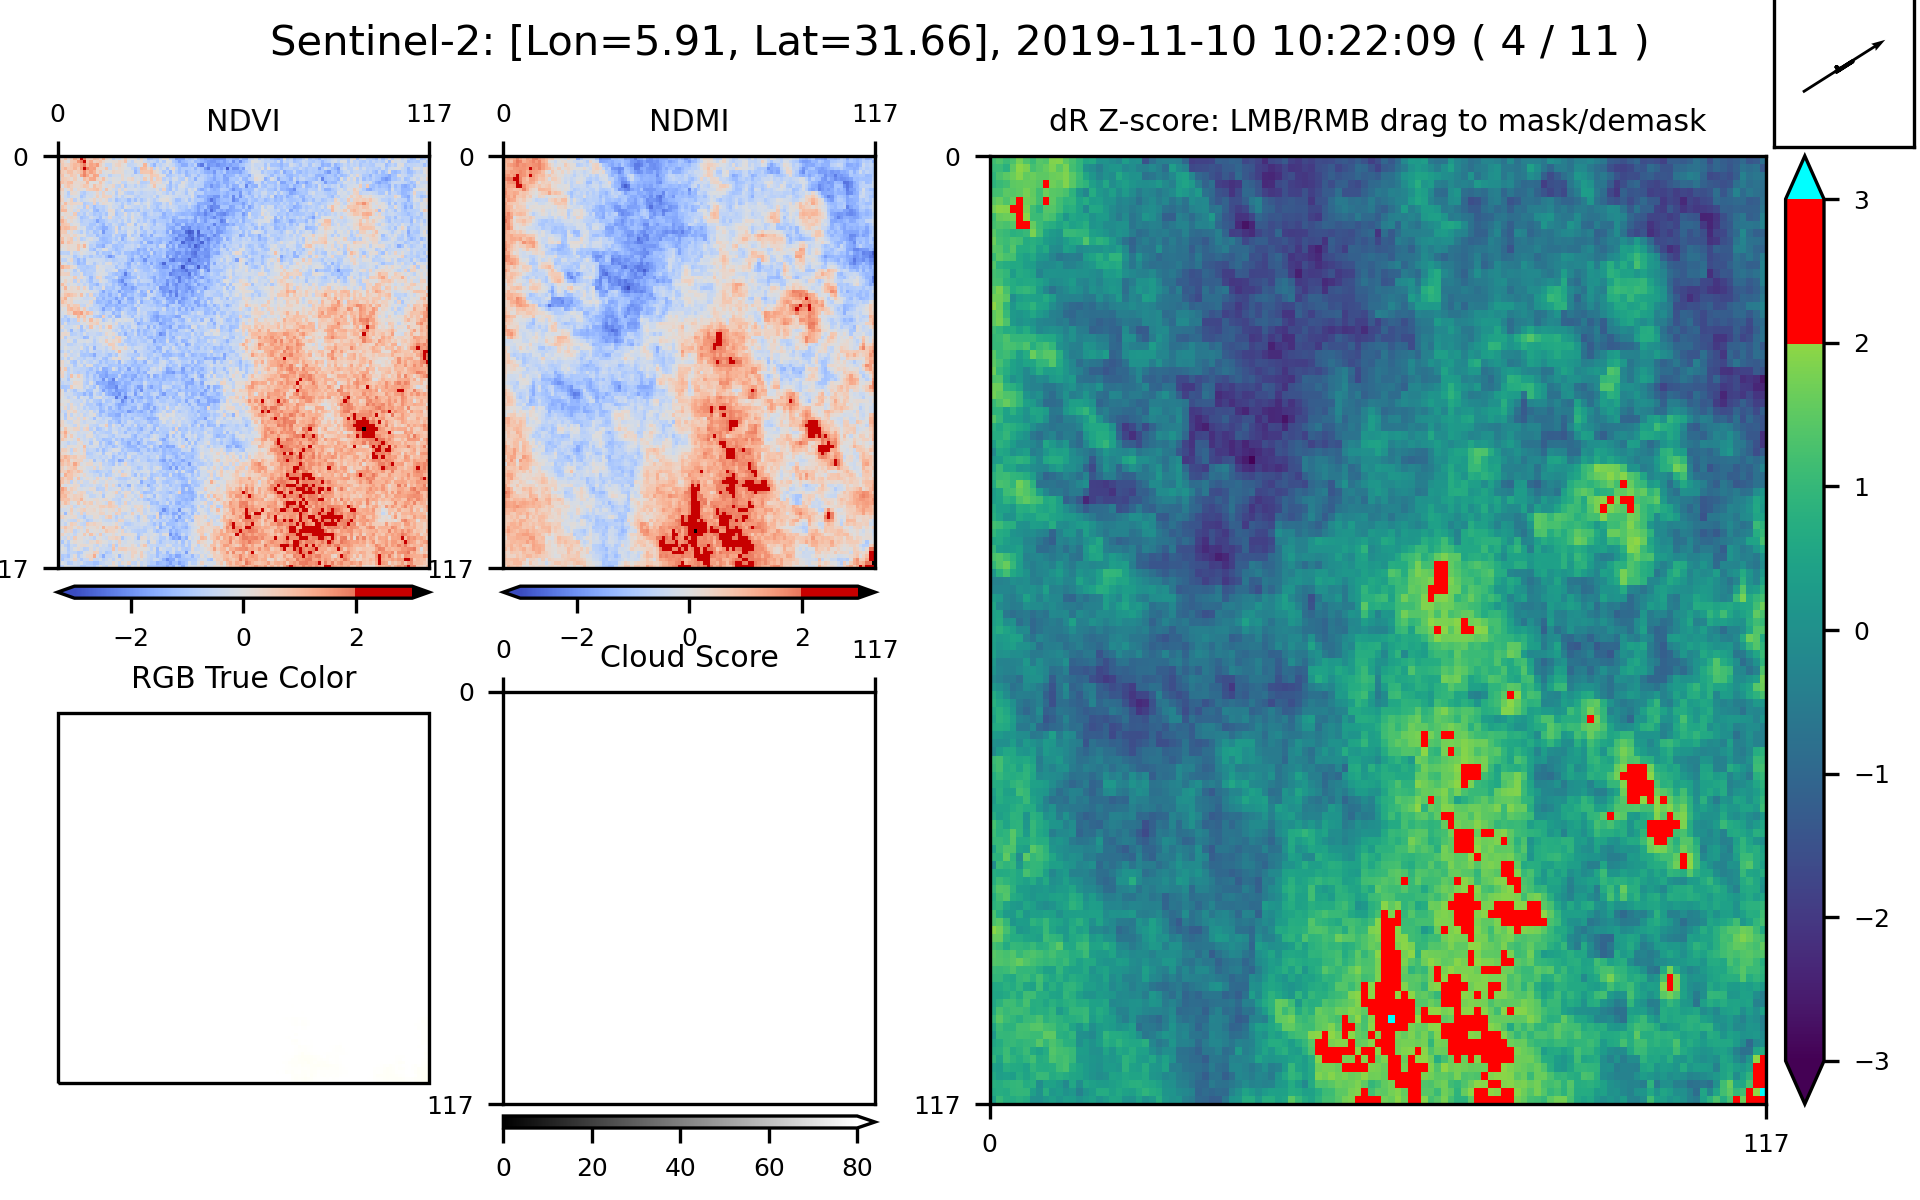 Sentinel-2: [Lon=5.91, Lat=31.66], 2019-11-10 10:22:09 ( 4 / 11 )
0 NDVI 117
0 NDMI 117
dR Z-score: LMB/RMB drag to mask/demask
0
0
0
3
2
1
0
−1
−2
−3
17
117
−2 0 2
−2 0 2
RGB True Color
0 Cloud Score 117
0
117
0 20 40 60 80
117
0 117